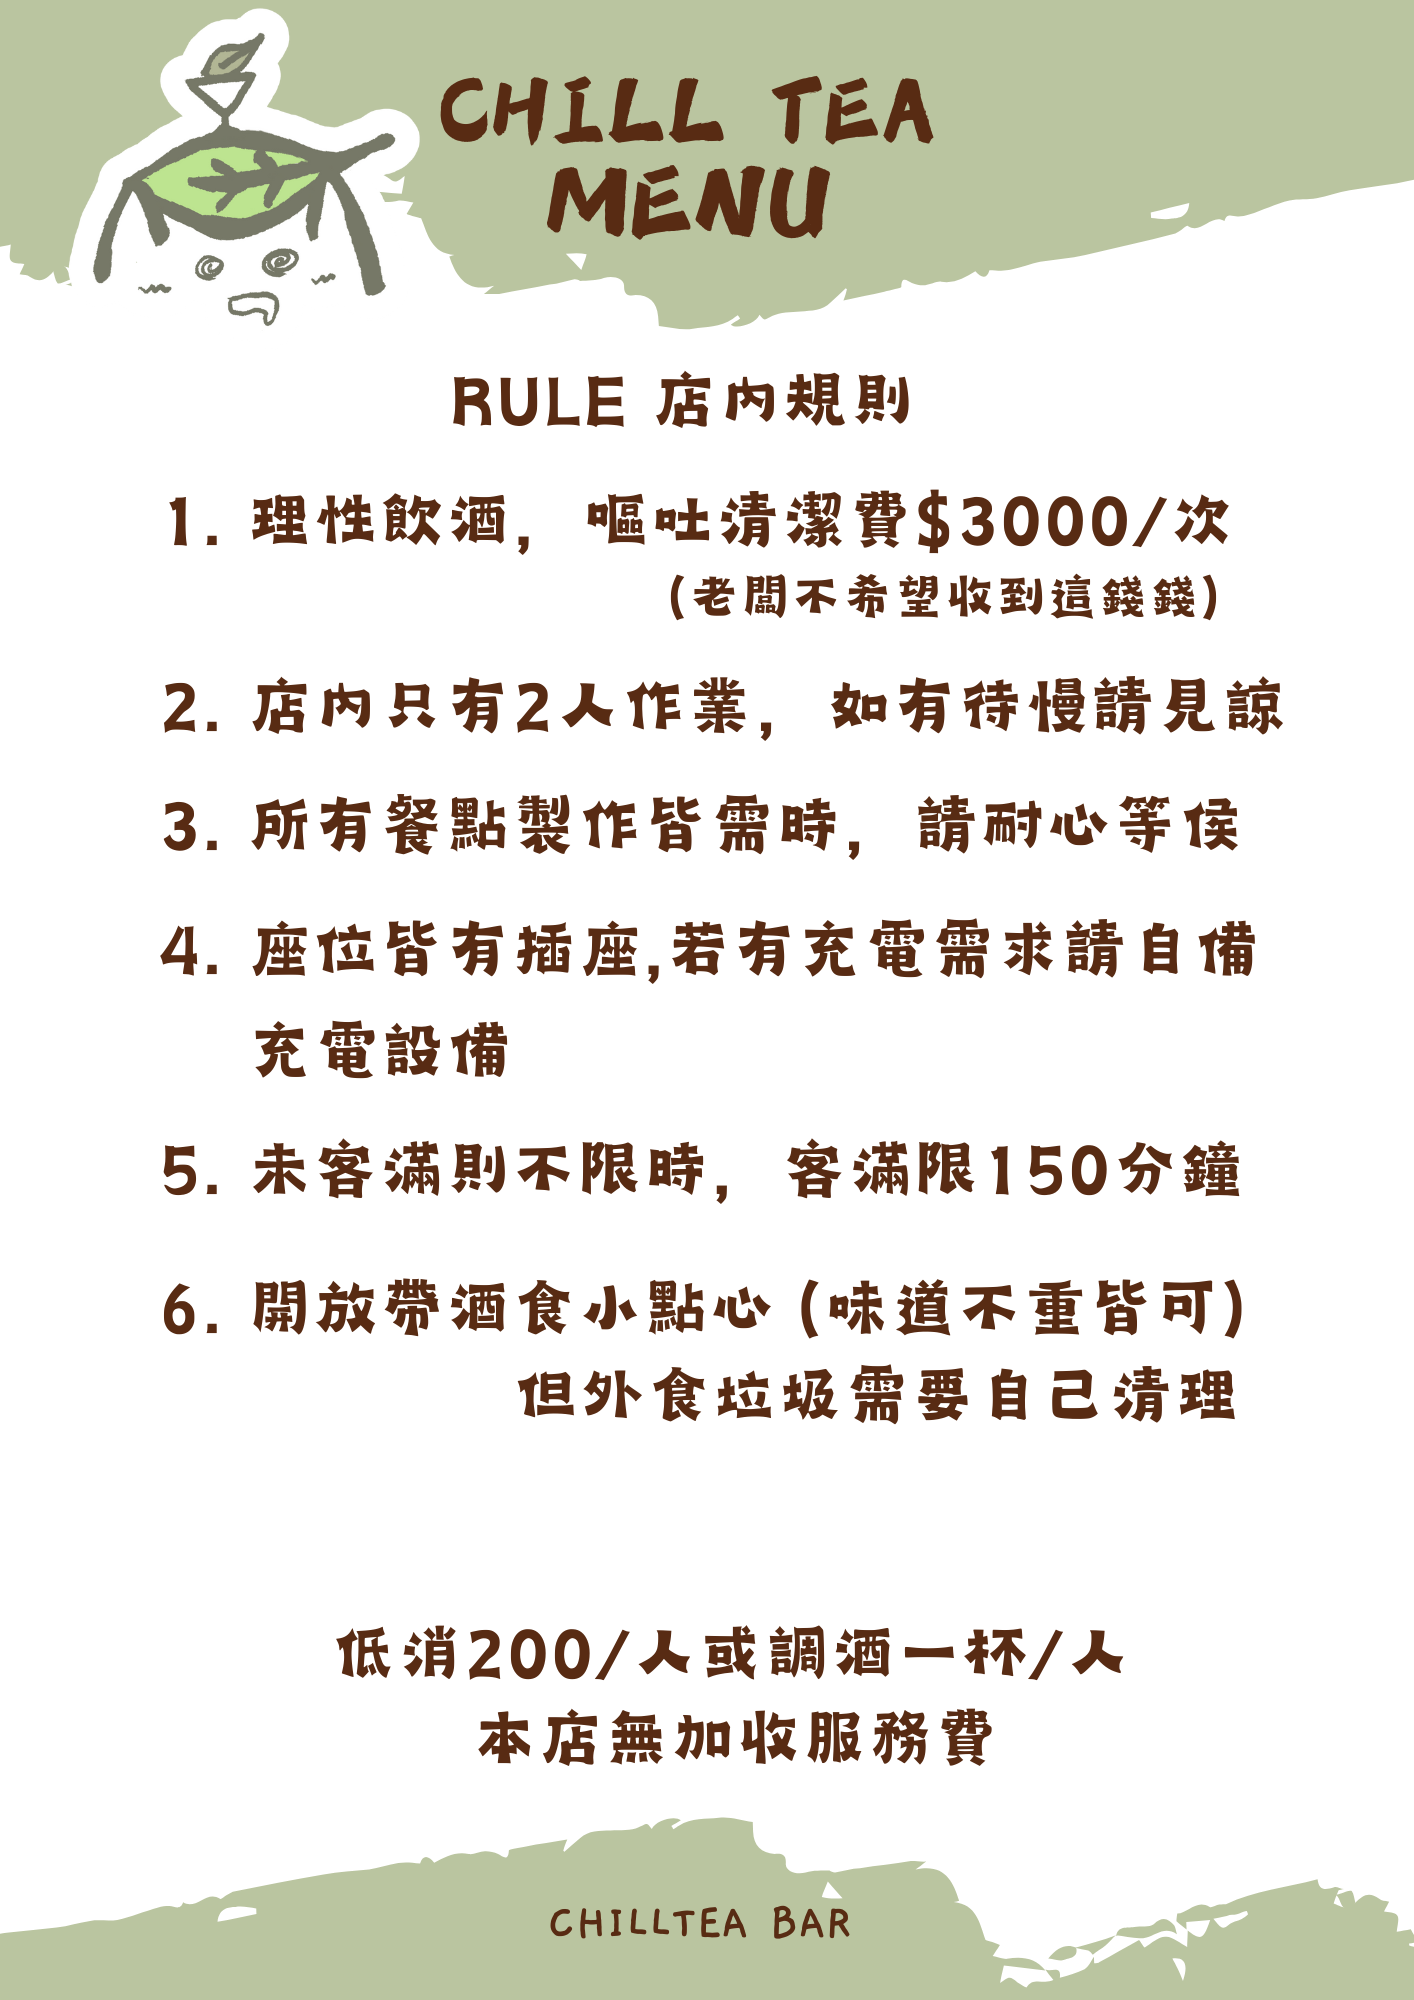 CHILL TEA
MENU
RULE 店內規則
1. 理性飲酒, 嘔吐清潔費$3000/次
(老闆不希望收到這錢錢)
2. 店內只有2人作業, 如有待慢請見諒
3. 所有餐點製作皆需時, 請耐心等侯
4. 座位皆有插座,若有充電需求請自備
充電設備
5. 未客滿則不限時, 客滿限150分鐘
6. 開放帶酒食小點心 (味道不重皆可)
但外食垃圾需要自己清理
低消200/人或調酒一杯/人
本店無加收服務費
CHILLTEA BAR